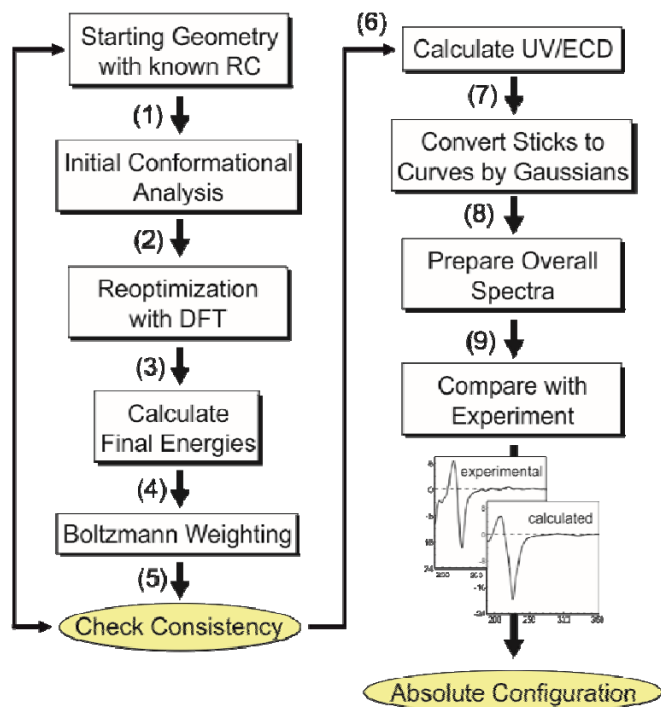 Starting Geometry
with known RC
(1)
Initial Conformational
Analysis
(2)
Reoptimization
with DFT
(3)
Calculate
Final Energies
(4)
Boltzmann Weighting
(5)
Check Consistency
(6)
Calculate UV/ECD
(7)
Convert Sticks to
Curves by Gaussians
(8)
Prepare Overall
Spectra
(9)
Compare with
Experiment
experimental
calculated
Absolute Configuration